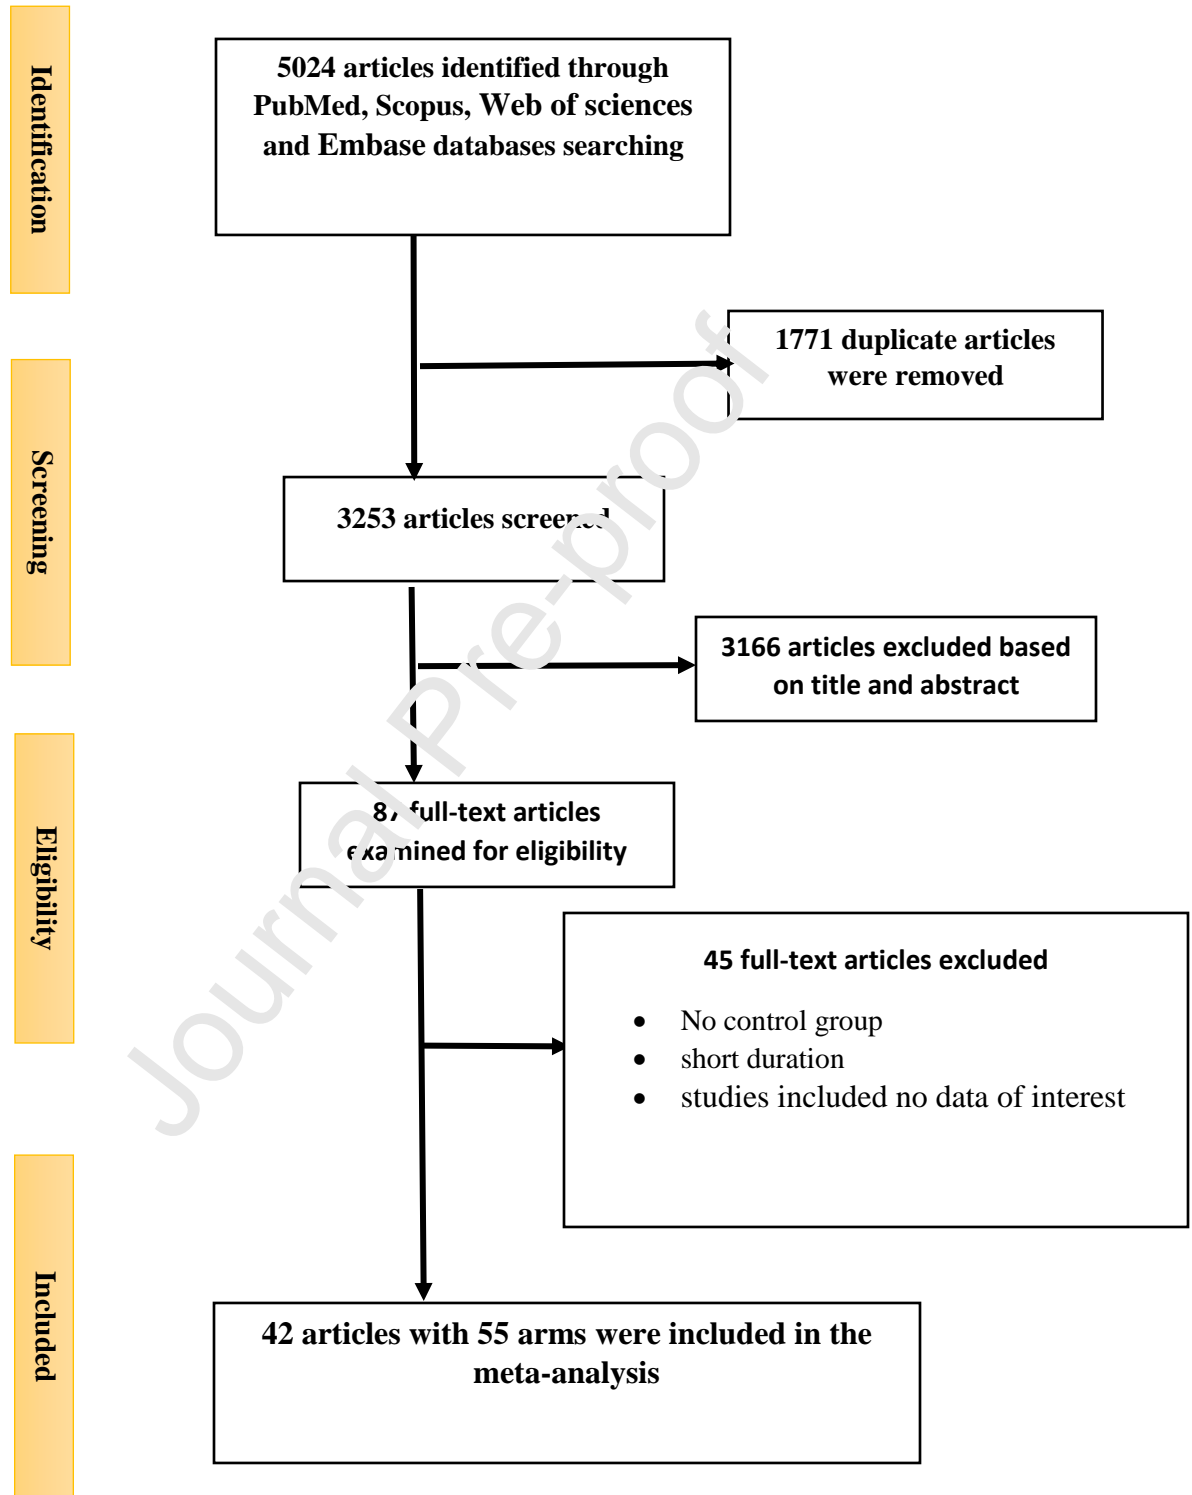 Identification
5024 articles identified through
PubMed, Scopus, Web of sciences
and Embase databases searching
1771 duplicate articles
were removed
Screening
3253 articles screened
3166 articles excluded based
on title and abstract
Eligibility
87 full-text articles
examined for eligibility
45 full-text articles excluded
• No control group
• short duration
• studies included no data of interest
Included
42 articles with 55 arms were included in the
meta-analysis
Journal Pre-proof